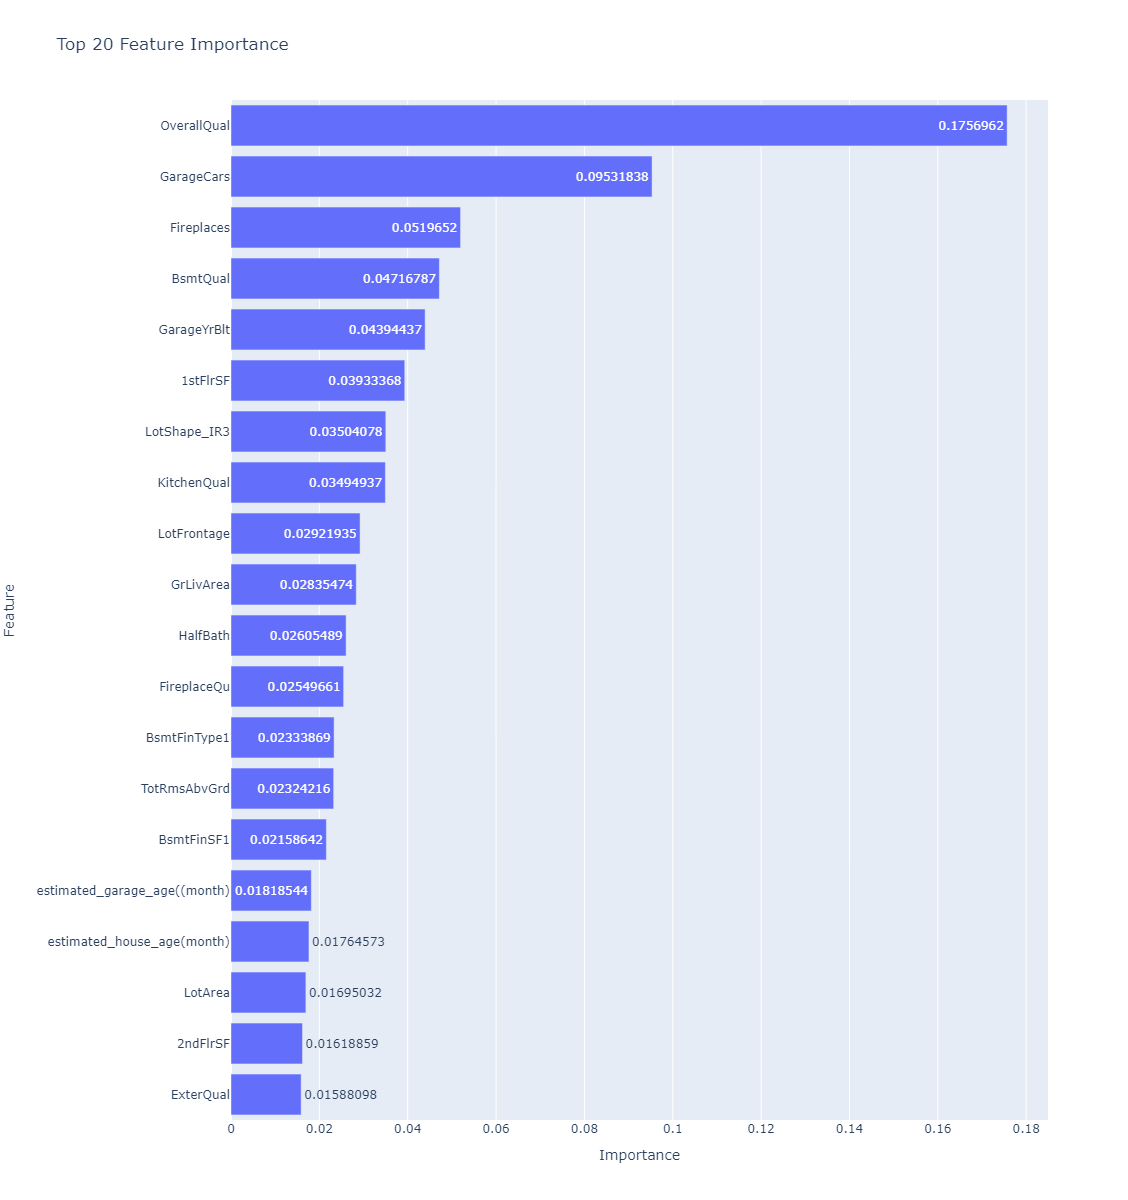 Top 20 Feature Importance
OverallQual 0.1756962
GarageCars 0.09531838
Fireplaces 0.0519652
BsmtQual 0.04716787
GarageYrBlt 0.04394437
1stFlrSF 0.03933368
LotShape_IR3 0.03504078
KitchenQual 0.03494937
LotFrontage 0.02921935
GrLivArea 0.02835474
HalfBath 0.02605489
FireplaceQu 0.02549661
BsmtFinType1 0.02333869
TotRmsAbvGrd 0.02324216
BsmtFinSF1 0.02158642
estimated_garage_age((month) 0.01818544
estimated_house_age(month) 0.01764573
LotArea 0.01695032
2ndFlrSF 0.01618859
ExterQual 0.01588098
0 0.02 0.04 0.06 0.08 0.1 0.12 0.14 0.16 0.18
Importance
Feature